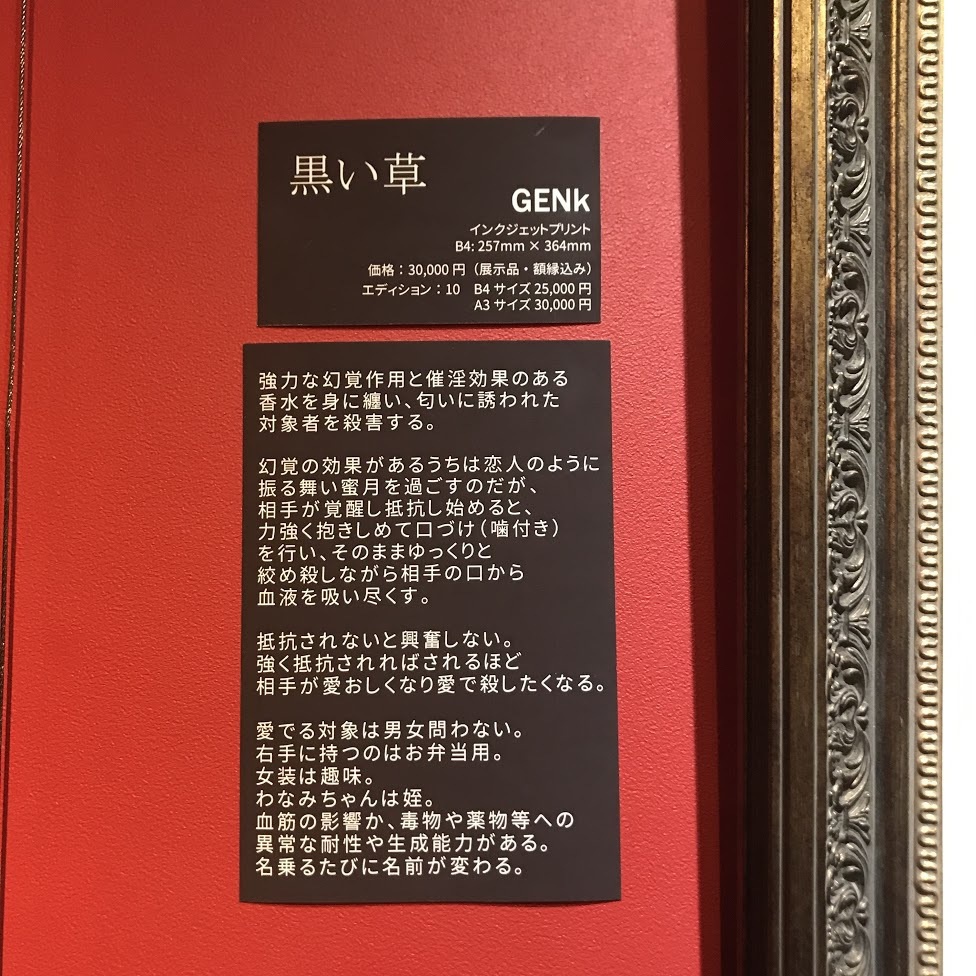 黒い草
GENk
インクジェットプリント
B4: 257mm × 364mm
価格：30,000円（展示品・額縁込み）
エディション：10　B4サイズ 25,000円
A3サイズ 30,000円
強力な幻覚作用と催淫効果のある
香水を身に纏い、匂いに誘われた
対象者を殺害する。
幻覚の効果があるうちは恋人のように
振る舞い蜜月を過ごすのだが、
相手が覚醒し抵抗し始めると、
力強く抱きしめて口づけ（噛付き）
を行い、そのままゆっくりと
絞め殺しながら相手の口から
血液を吸い尽くす。
抵抗されないと興奮しない。
強く抵抗されればされるほど
相手が愛おしくなり愛で殺したくなる。
愛でる対象は男女問わない。
右手に持つのはお弁当用。
女装は趣味。
わなみちゃんは姪。
血筋の影響か、毒物や薬物等への
異常な耐性や生成能力がある。
名乗るたびに名前が変わる。